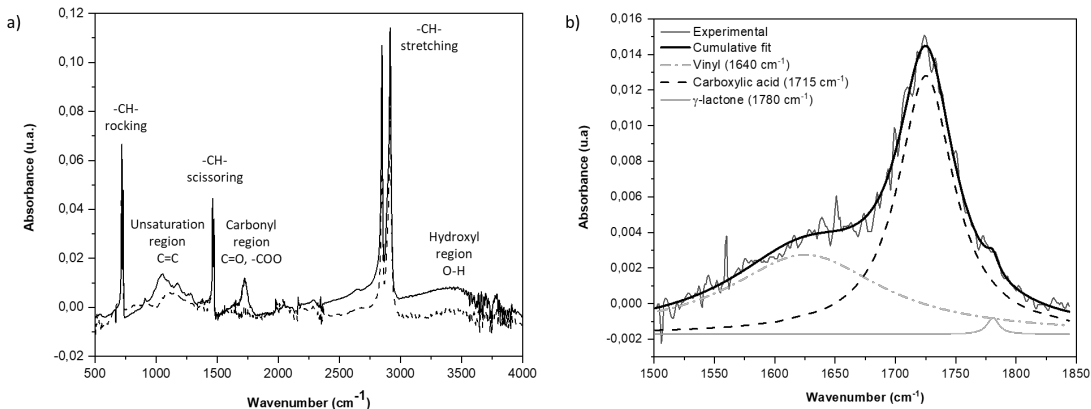 a)
0,12
0,10
0,08
0,06
0,04
0,02
0,00
-0,02
Absorbance (u.a.)
-CH-
rocking
-CH-
scissoring
-CH-
stretching
Unsaturation
region
C=C
Carbonyl
region
C=O, -COO
Hydroxyl
region
O-H
500 1000 1500 2000 2500 3000 3500 4000
Wavenumber (cm-1)
b)
0,016
0,014
0,012
0,010
0,008
0,006
0,004
0,002
0,000
-0,002
Absorbance (u.a)
Experimental
Cumulative fit
Vinyl (1640 cm-1)
Carboxylic acid (1715 cm-1)
γ-lactone (1780 cm-1)
1500 1550 1600 1650 1700 1750 1800 1850
Wavenumber (cm-1)